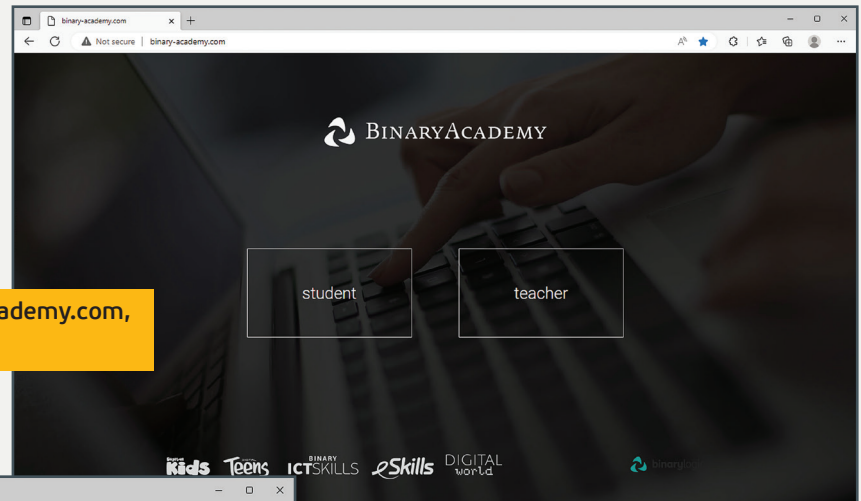 binary-academy.com
Not secure | binary-academy.com
BINARYACADEMY
student
teacher
ademy.com,
Digital Kids
Teens
BINARY
ICTSKILLS
eSkills
DIGITAL
world